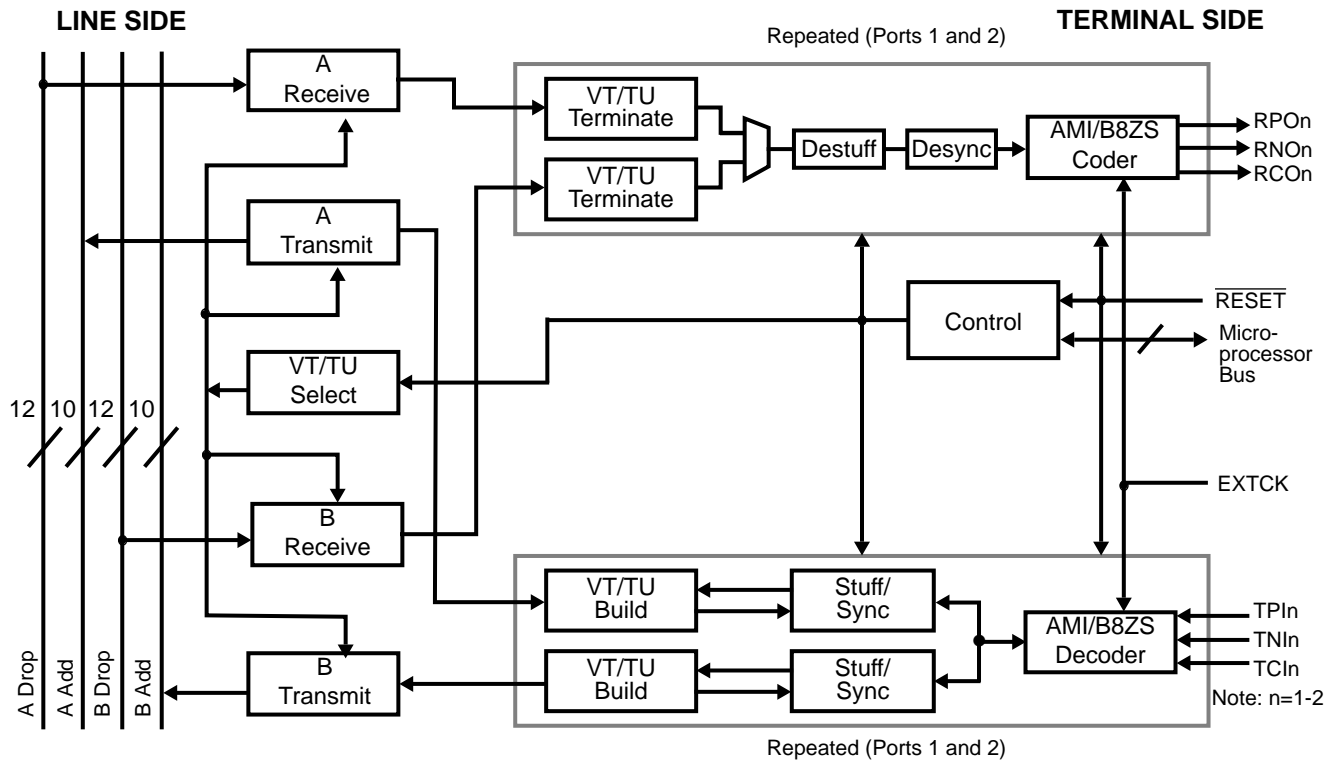 LINE SIDE
TERMINAL SIDE
Repeated (Ports 1 and 2)
A
Receive
VT/TU
Terminate
VT/TU
Terminate
Destuff
Desync
AMI/B8ZS
Coder
RPOn
RNOn
RCOn
A
Transmit
Control
RESET
Micro-
processor
Bus
VT/TU
Select
12 10 12 10
EXTCK
B
Receive
VT/TU
Build
Stuff/
Sync
VT/TU
Build
Stuff/
Sync
AMI/B8ZS
Decoder
TPIn
TNIn
TCIn
Note: n=1-2
B
Transmit
A Drop
A Add
B Drop
B Add
Repeated (Ports 1 and 2)